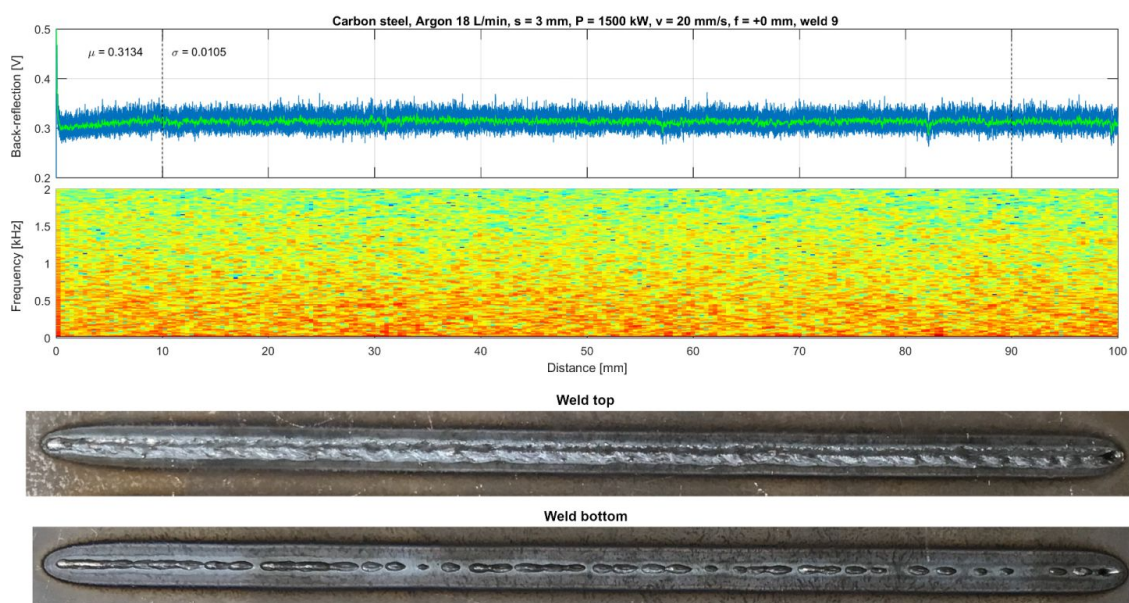 Carbon steel, Argon 18 L/min, s = 3 mm, P = 1500 kW, v = 20 mm/s, f = +0 mm, weld 9
Back-reflection [V]
0.5
0.4
0.3
0.2
μ = 0.3134
σ = 0.0105
Frequency [kHz]
2
1.5
1
0.5
0
0 10 20 30 40 50 60 70 80 90 100
Distance [mm]
Weld top
Weld bottom